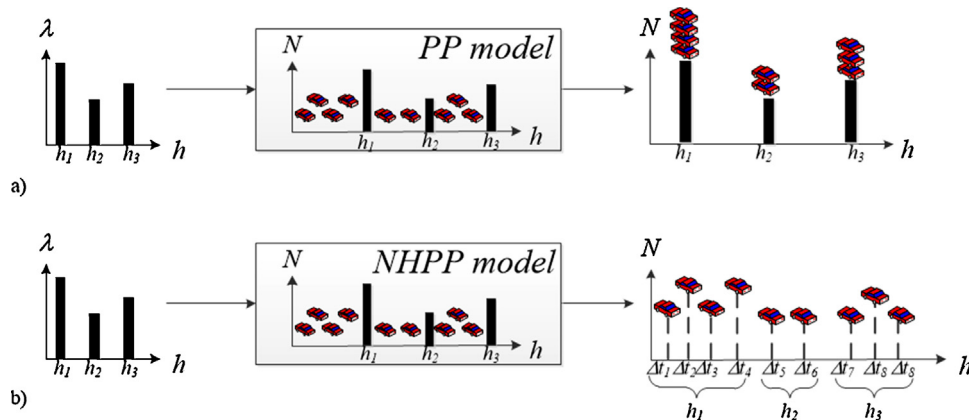 λ
h₁ h₂ h₃ h
PP model
N
h₁ h₂ h₃
N
h₁ h₂ h₃ h
a)
λ
h₁ h₂ h₃ h
NHPP model
N
h₁ h₂ h₃
N
Δt₁ Δt₂ Δt₃ Δt₄ Δt₅ Δt₆ Δt₇ Δt₈ Δt₈ h
h₁ h₂ h₃
b)